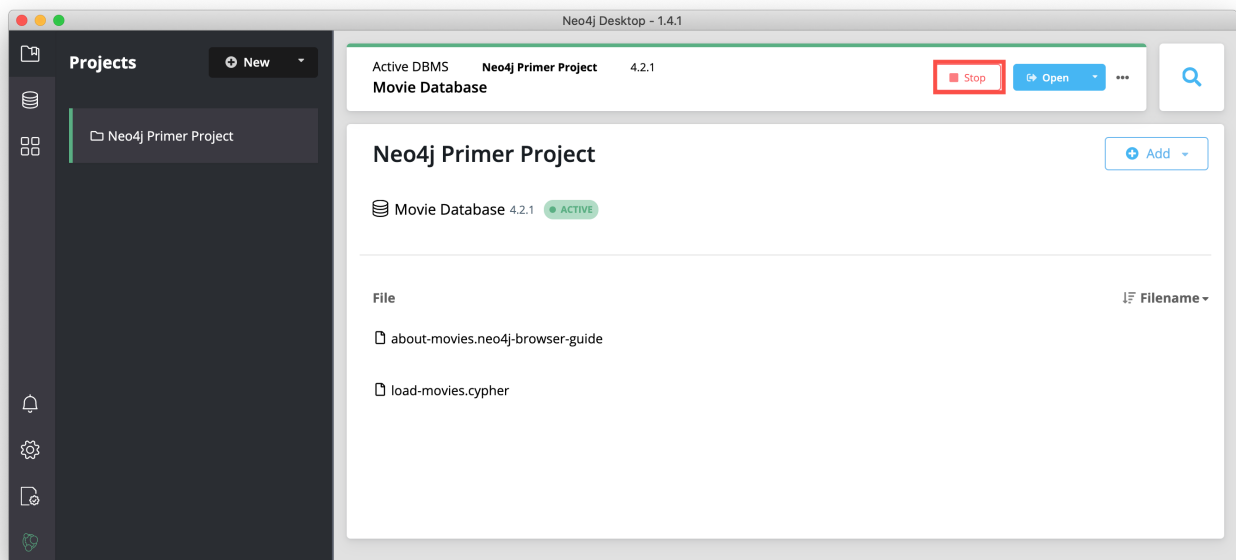 Neo4j Desktop - 1.4.1
Projects
New
Neo4j Primer Project
Active DBMS Neo4j Primer Project 4.2.1
Movie Database
Stop
Open
Neo4j Primer Project
Add
Movie Database 4.2.1 ACTIVE
File Filename
about-movies.neo4j-browser-guide
load-movies.cypher